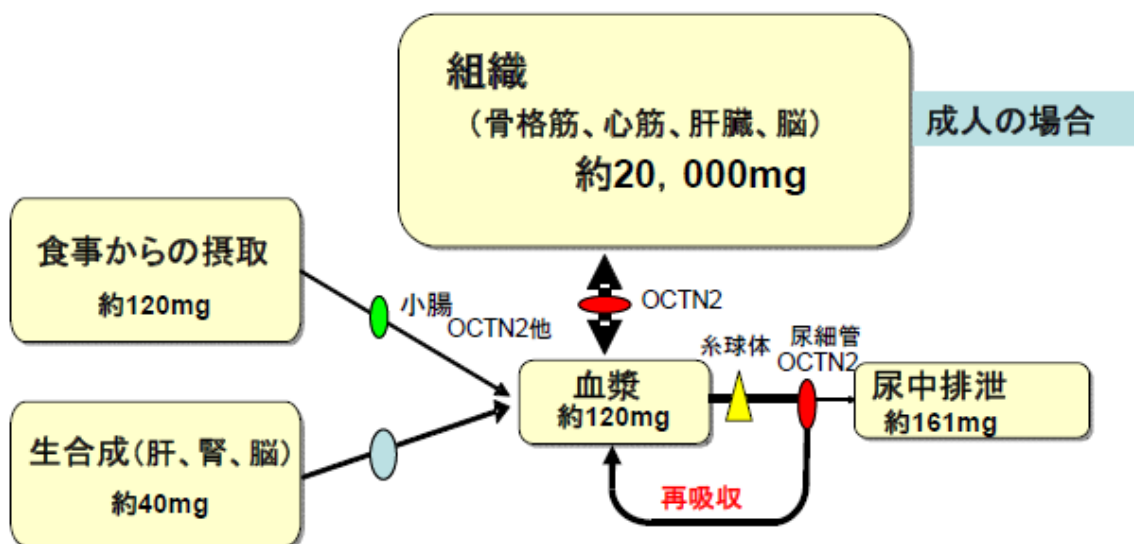 組織
（骨格筋、心筋、肝臓、脳）
約20，000mg
成人の場合
食事からの摂取
約120mg
小腸
OCTN2他
OCTN2
糸球体
尿細管
OCTN2
血漿
約120mg
尿中排泄
約161mg
生合成（肝、腎、脳）
約40mg
再吸収